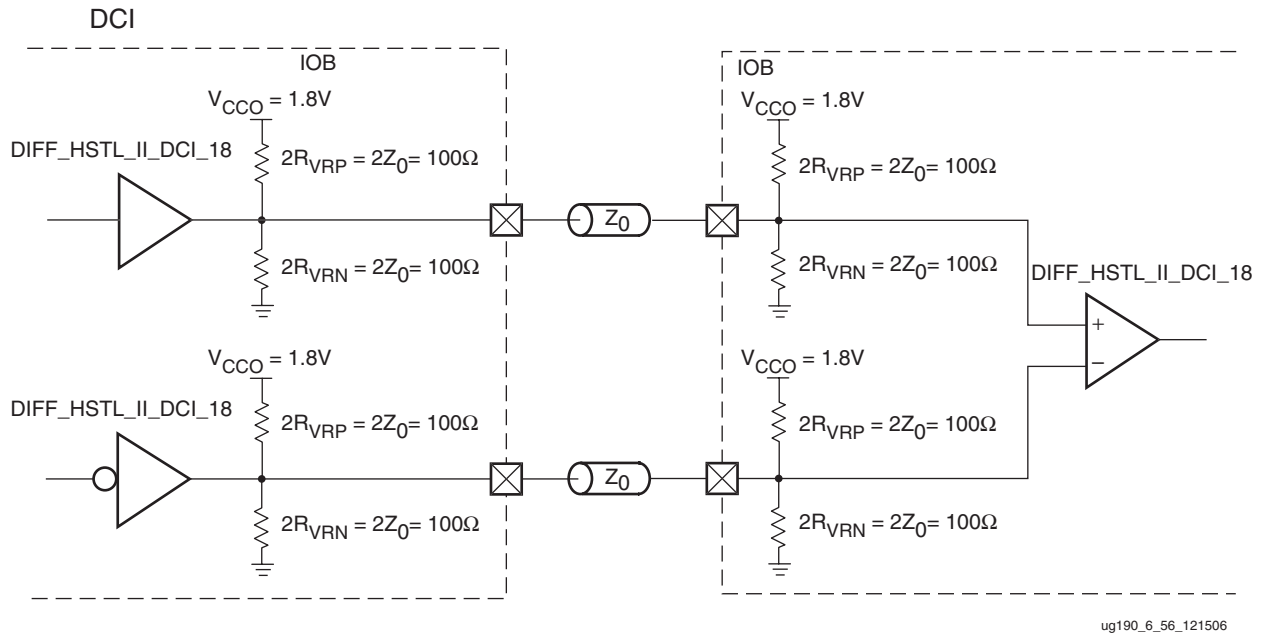 DCI
IOB
IOB
VCCO = 1.8V
VCCO = 1.8V
DIFF_HSTL_II_DCI_18
2RVRP = 2Z0= 100Ω
2RVRP = 2Z0= 100Ω
Z0
2RVRN = 2Z0= 100Ω
2RVRN = 2Z0= 100Ω
DIFF_HSTL_II_DCI_18
+
VCCO = 1.8V
VCCO = 1.8V
–
DIFF_HSTL_II_DCI_18
2RVRP = 2Z0= 100Ω
2RVRP = 2Z0= 100Ω
Z0
2RVRN = 2Z0= 100Ω
2RVRN = 2Z0= 100Ω
ug190_6_56_121506